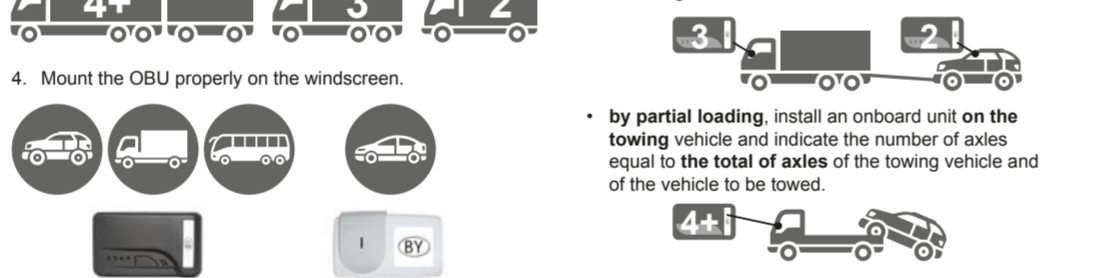 4+
3
2
4. Mount the OBU properly on the windscreen.
I
BY
3
2
• by partial loading, install an onboard unit on the
towing vehicle and indicate the number of axles
equal to the total of axles of the towing vehicle and
of the vehicle to be towed.
4+